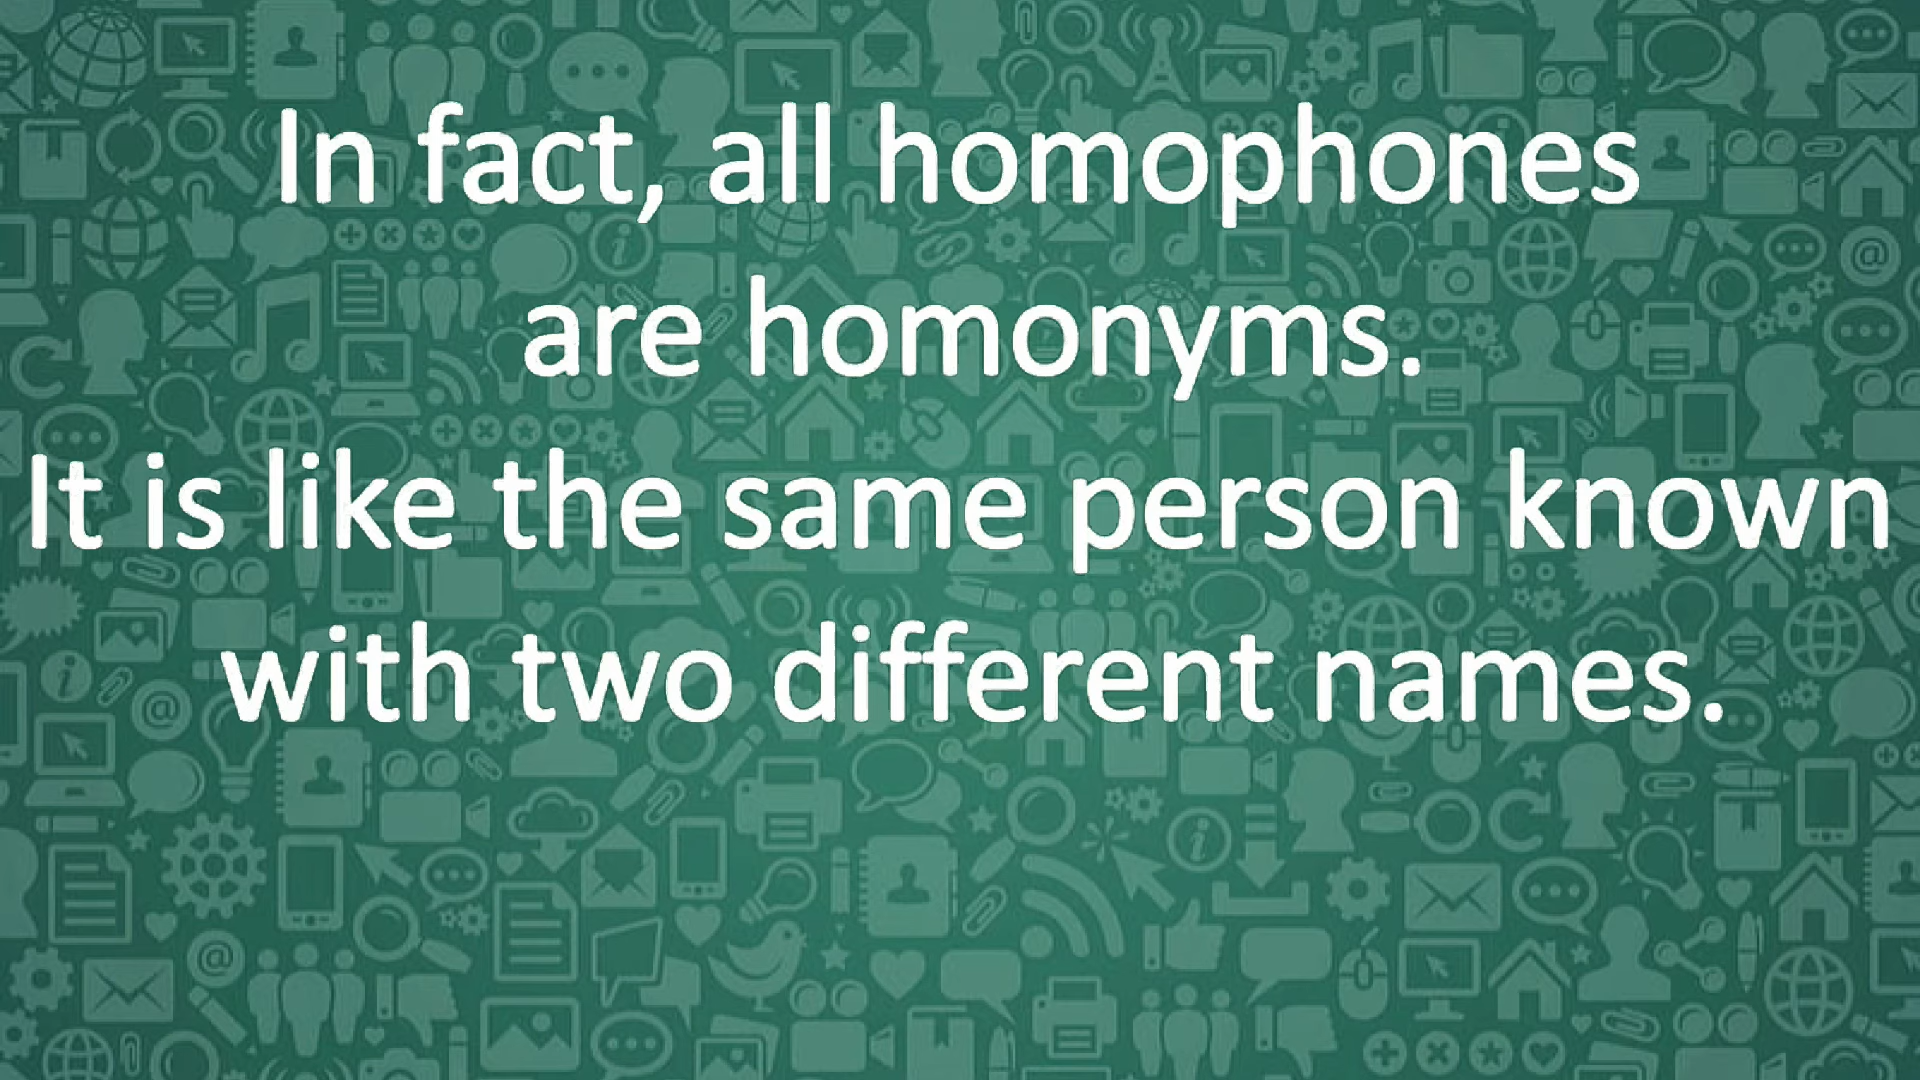 In fact, all homophones
are homonyms.
It is like the same person known
with two different names.